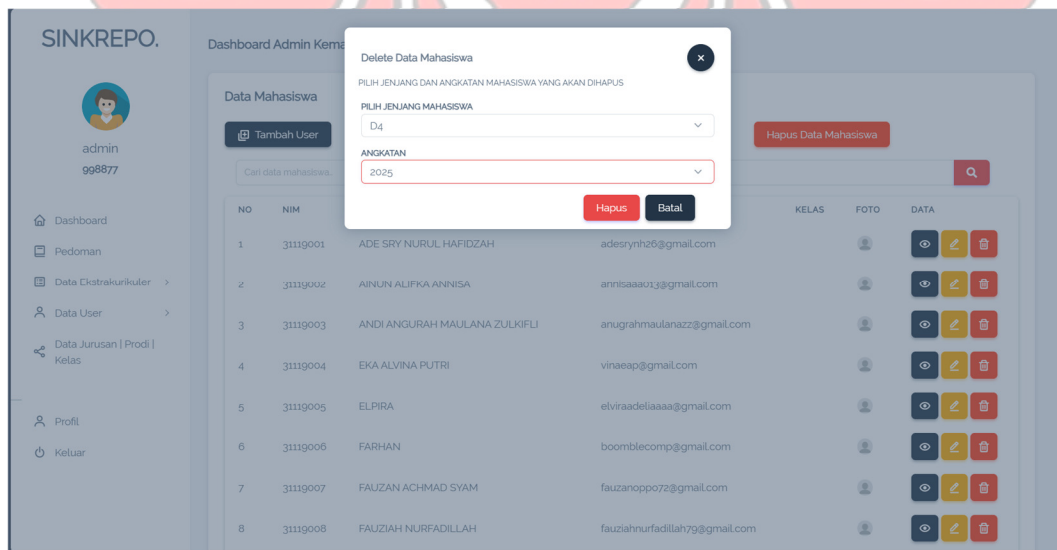 SINKREPO.
admin
998877
Dashboard
Pedoman
Data Ekstrakurikuler >
Data User >
Data Jurusan | Prodi |
Kelas
Profil
Keluar
Dashboard Admin Kema
Data Mahasiswa
Tambah User
Hapus Data Mahasiswa
Cari data mahasiswa..
Delete Data Mahasiswa
x
PILIH JENJANG DAN ANGKATAN MAHASISWA YANG AKAN DIHAPUS
PILIH JENJANG MAHASISWA
D4
ANGKATAN
2025
Hapus Batal
NO NIM KELAS FOTO DATA
1 31119001 ADE SRY NURUL HAFIDZAH adesrynh26@gmail.com
2 31119002 AINUN ALIFKA ANNISA annisaaa013@gmail.com
3 31119003 ANDI ANGURAH MAULANA ZULKIFLI anugrahmaulanazz@gmail.com
4 31119004 EKA ALVINA PUTRI vinaeap@gmail.com
5 31119005 ELPIRA elviraadeliaaaa@gmail.com
6 31119006 FARHAN boomblecomp@gmail.com
7 31119007 FAUZAN ACHMAD SYAM fauzanoppo72@gmail.com
8 31119008 FAUZIAH NURFADILLAH fauziahnurfadillah79@gmail.com